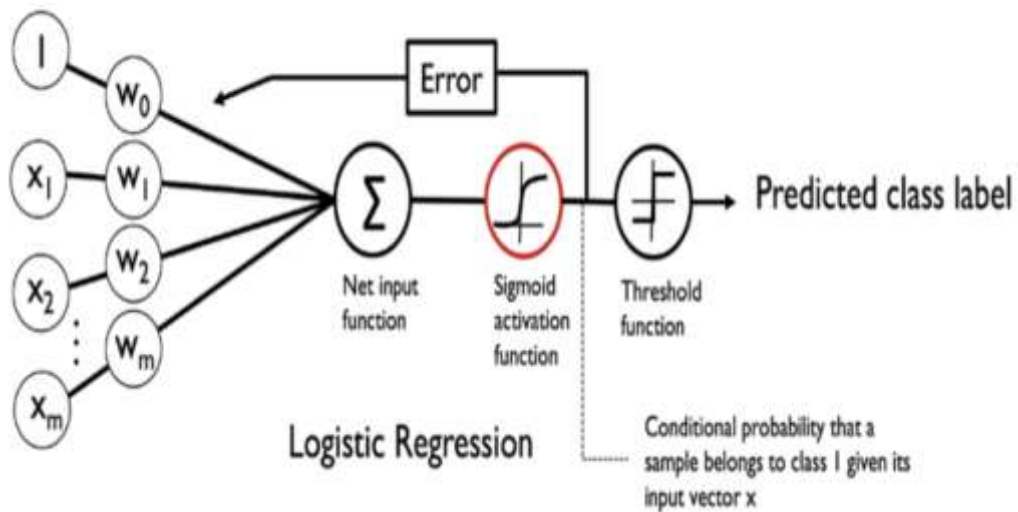 1
w0
Error
x1
w1
Σ
Predicted class label
x2
w2
Net input
function
Sigmoid
activation
function
Threshold
function
wm
xm
Logistic Regression
Conditional probability that a
sample belongs to class 1 given its
input vector x